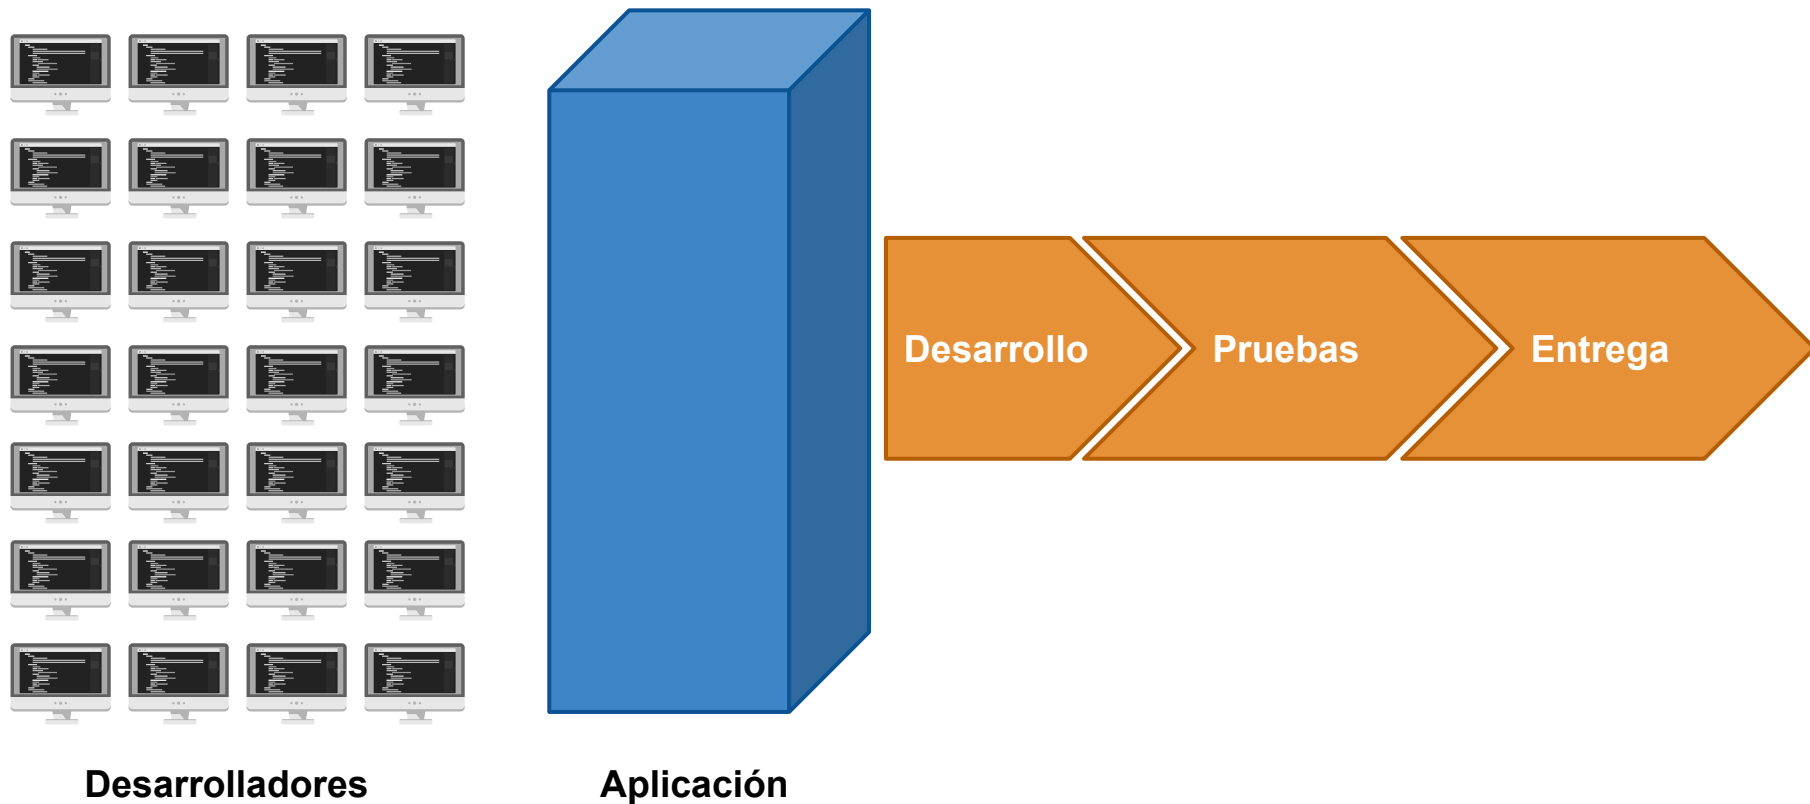 Desarrollo
Pruebas
Entrega
Desarrolladores
Aplicación